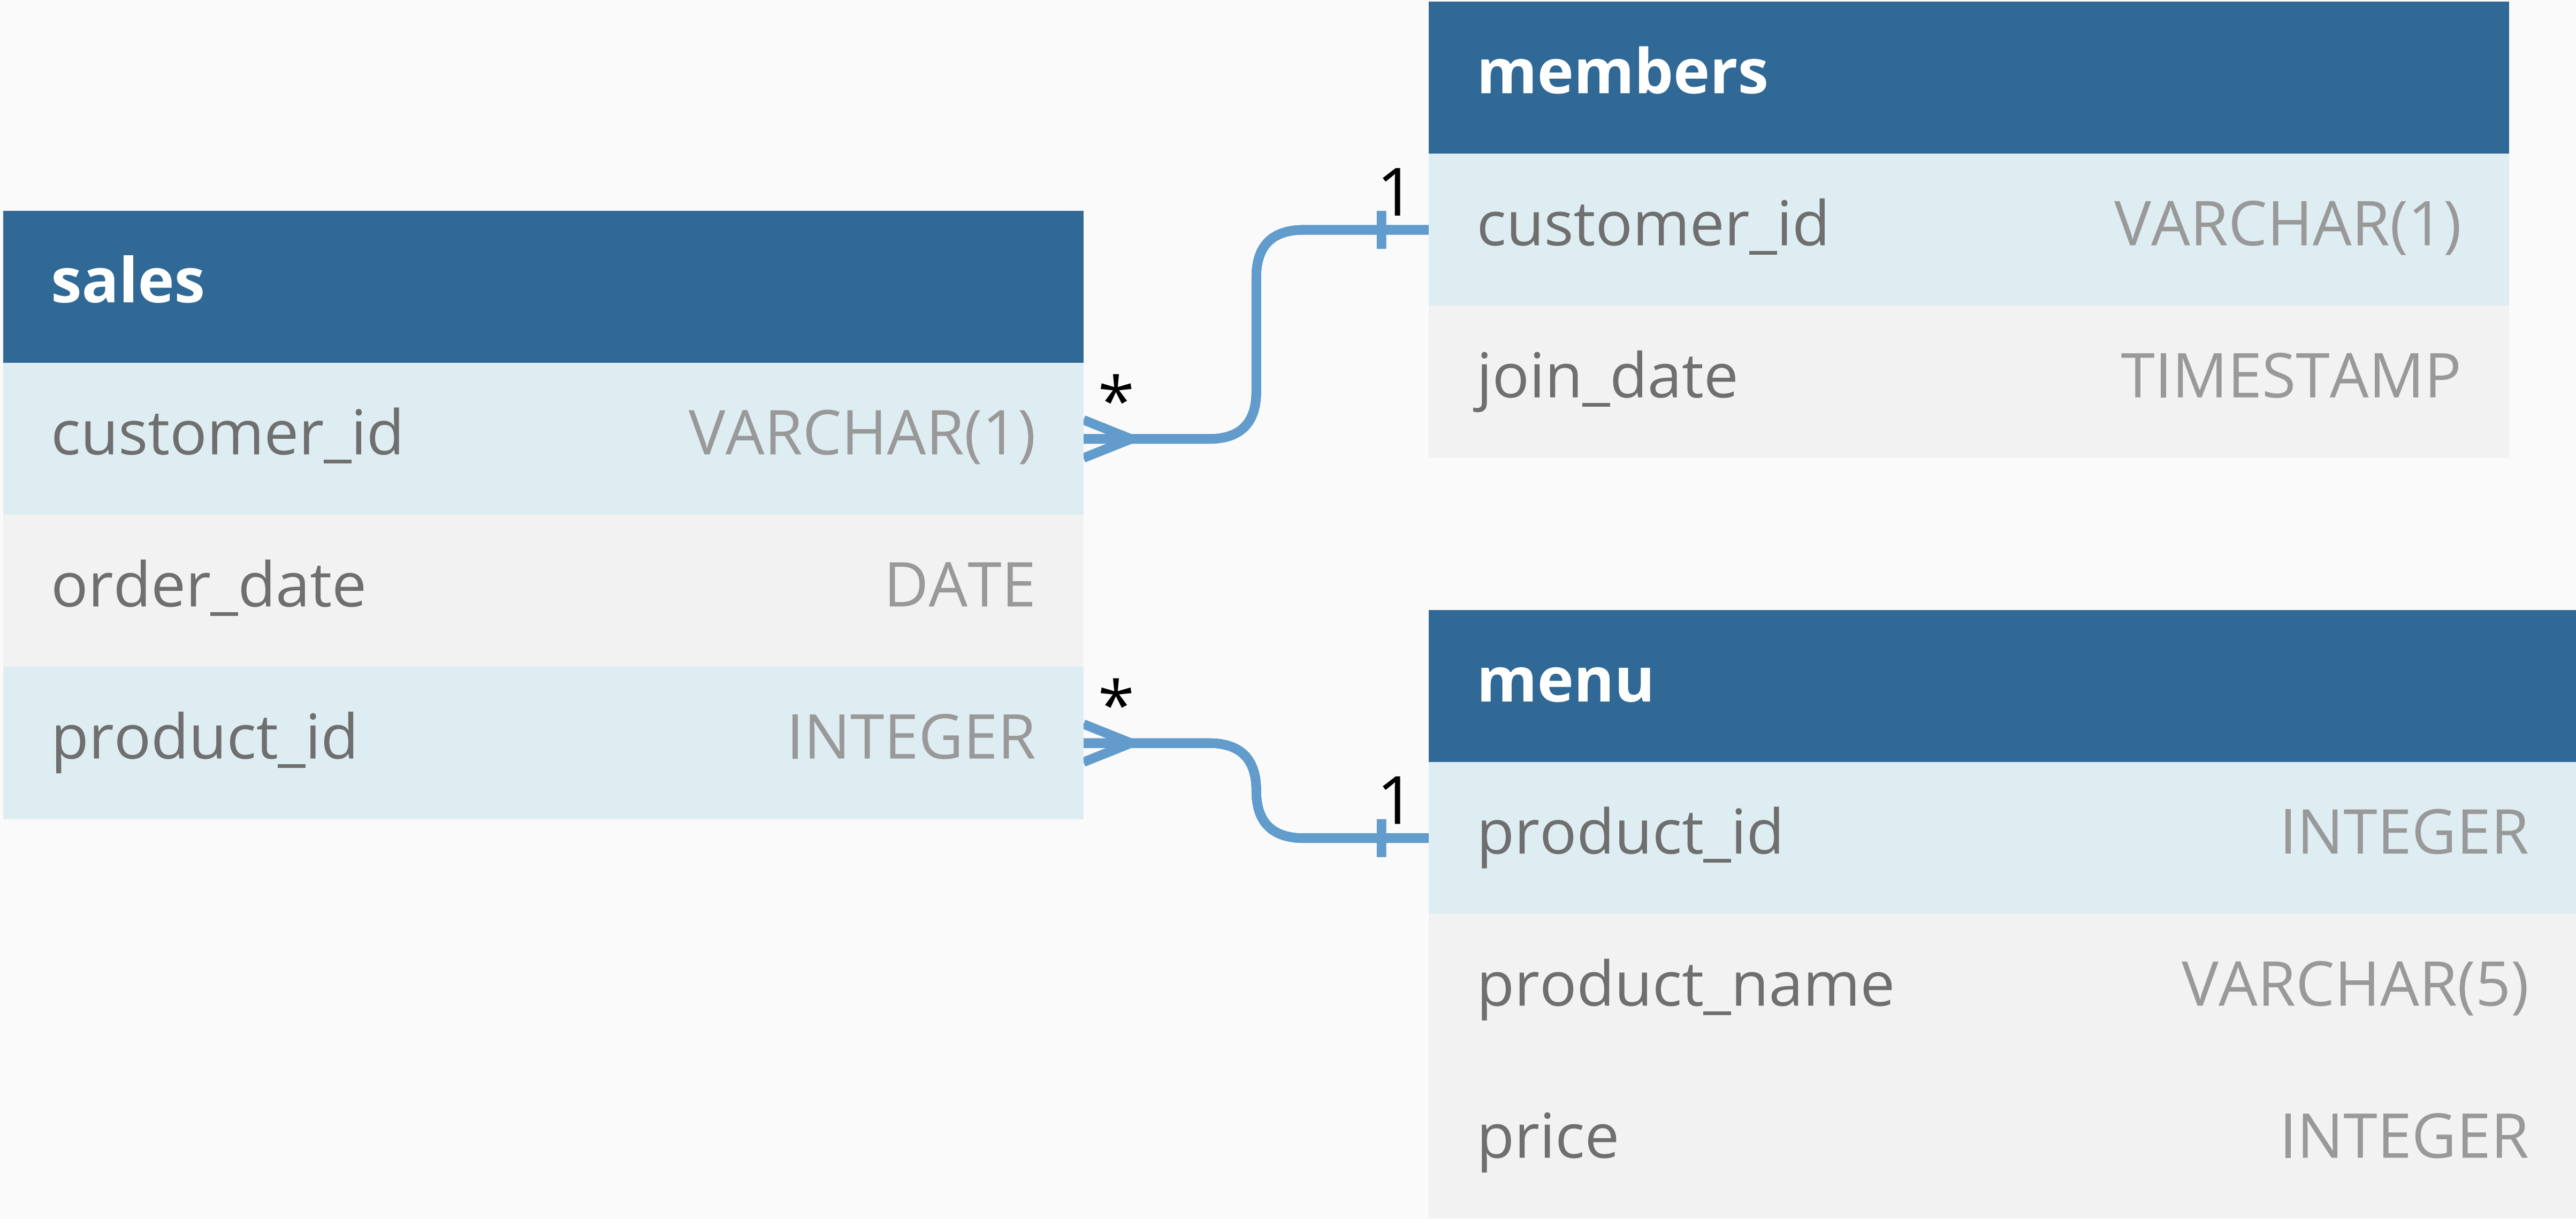 sales
customer_id VARCHAR(1)
order_date DATE
product_id INTEGER
*
*
1
1
members
customer_id VARCHAR(1)
join_date TIMESTAMP
menu
product_id INTEGER
product_name VARCHAR(5)
price INTEGER